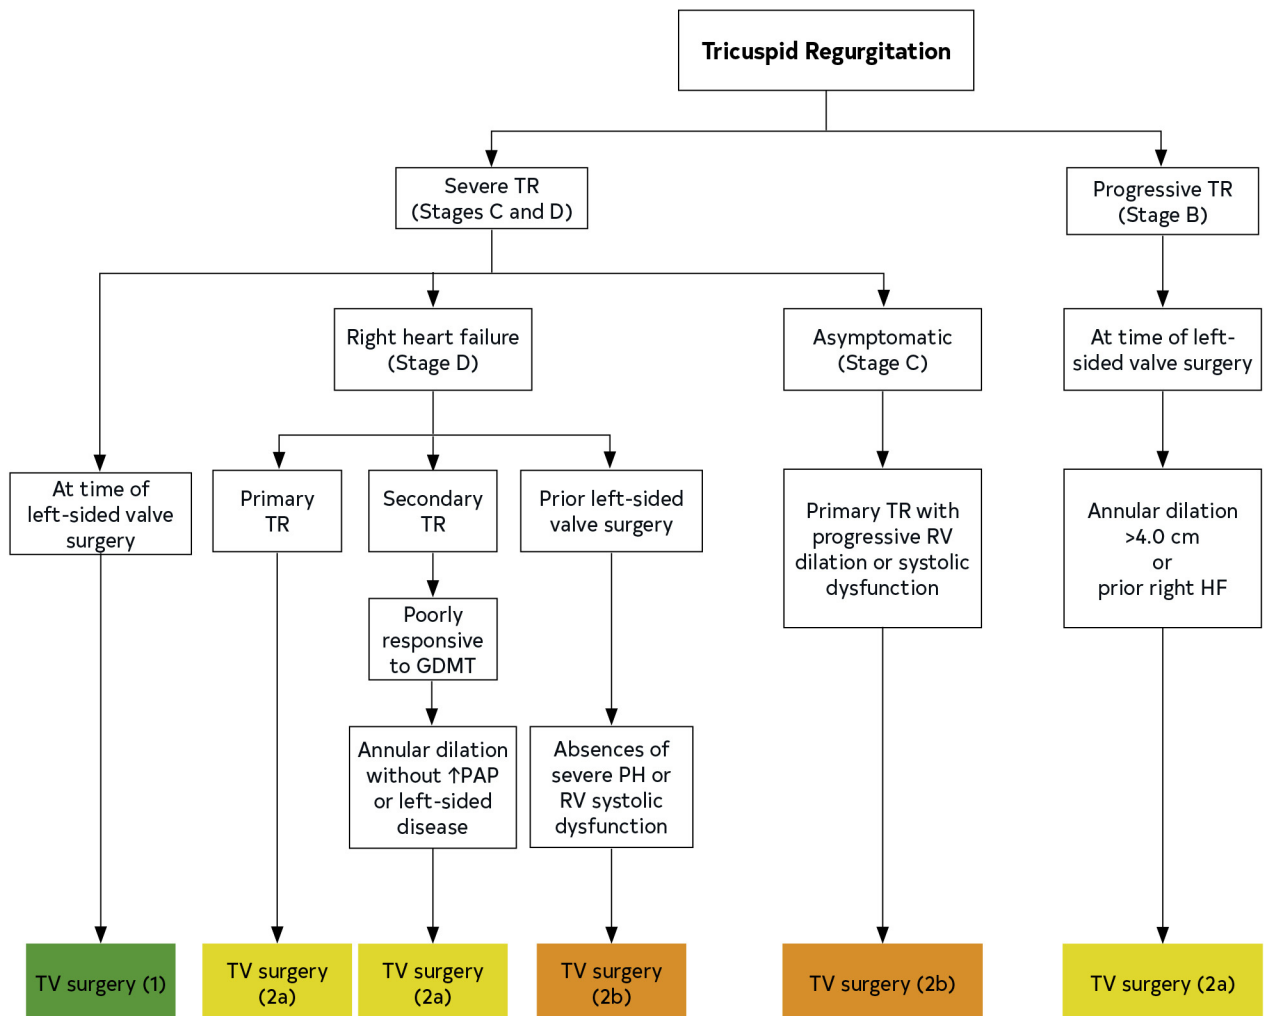 Tricuspid Regurgitation
Severe TR
(Stages C and D)
Progressive TR
(Stage B)
Right heart failure
(Stage D)
Asymptomatic
(Stage C)
At time of left-
sided valve surgery
At time of
left-sided valve
surgery
Primary
TR
Secondary
TR
Prior left-sided
valve surgery
Primary TR with
progressive RV
dilation or systolic
dysfunction
Annular dilation
>4.0 cm
or
prior right HF
Poorly
responsive
to GDMT
Annular dilation
without ↑PAP
or left-sided
disease
Absences of
severe PH or
RV systolic
dysfunction
TV surgery (1)
TV surgery
(2a)
TV surgery
(2a)
TV surgery
(2b)
TV surgery (2b)
TV surgery (2a)